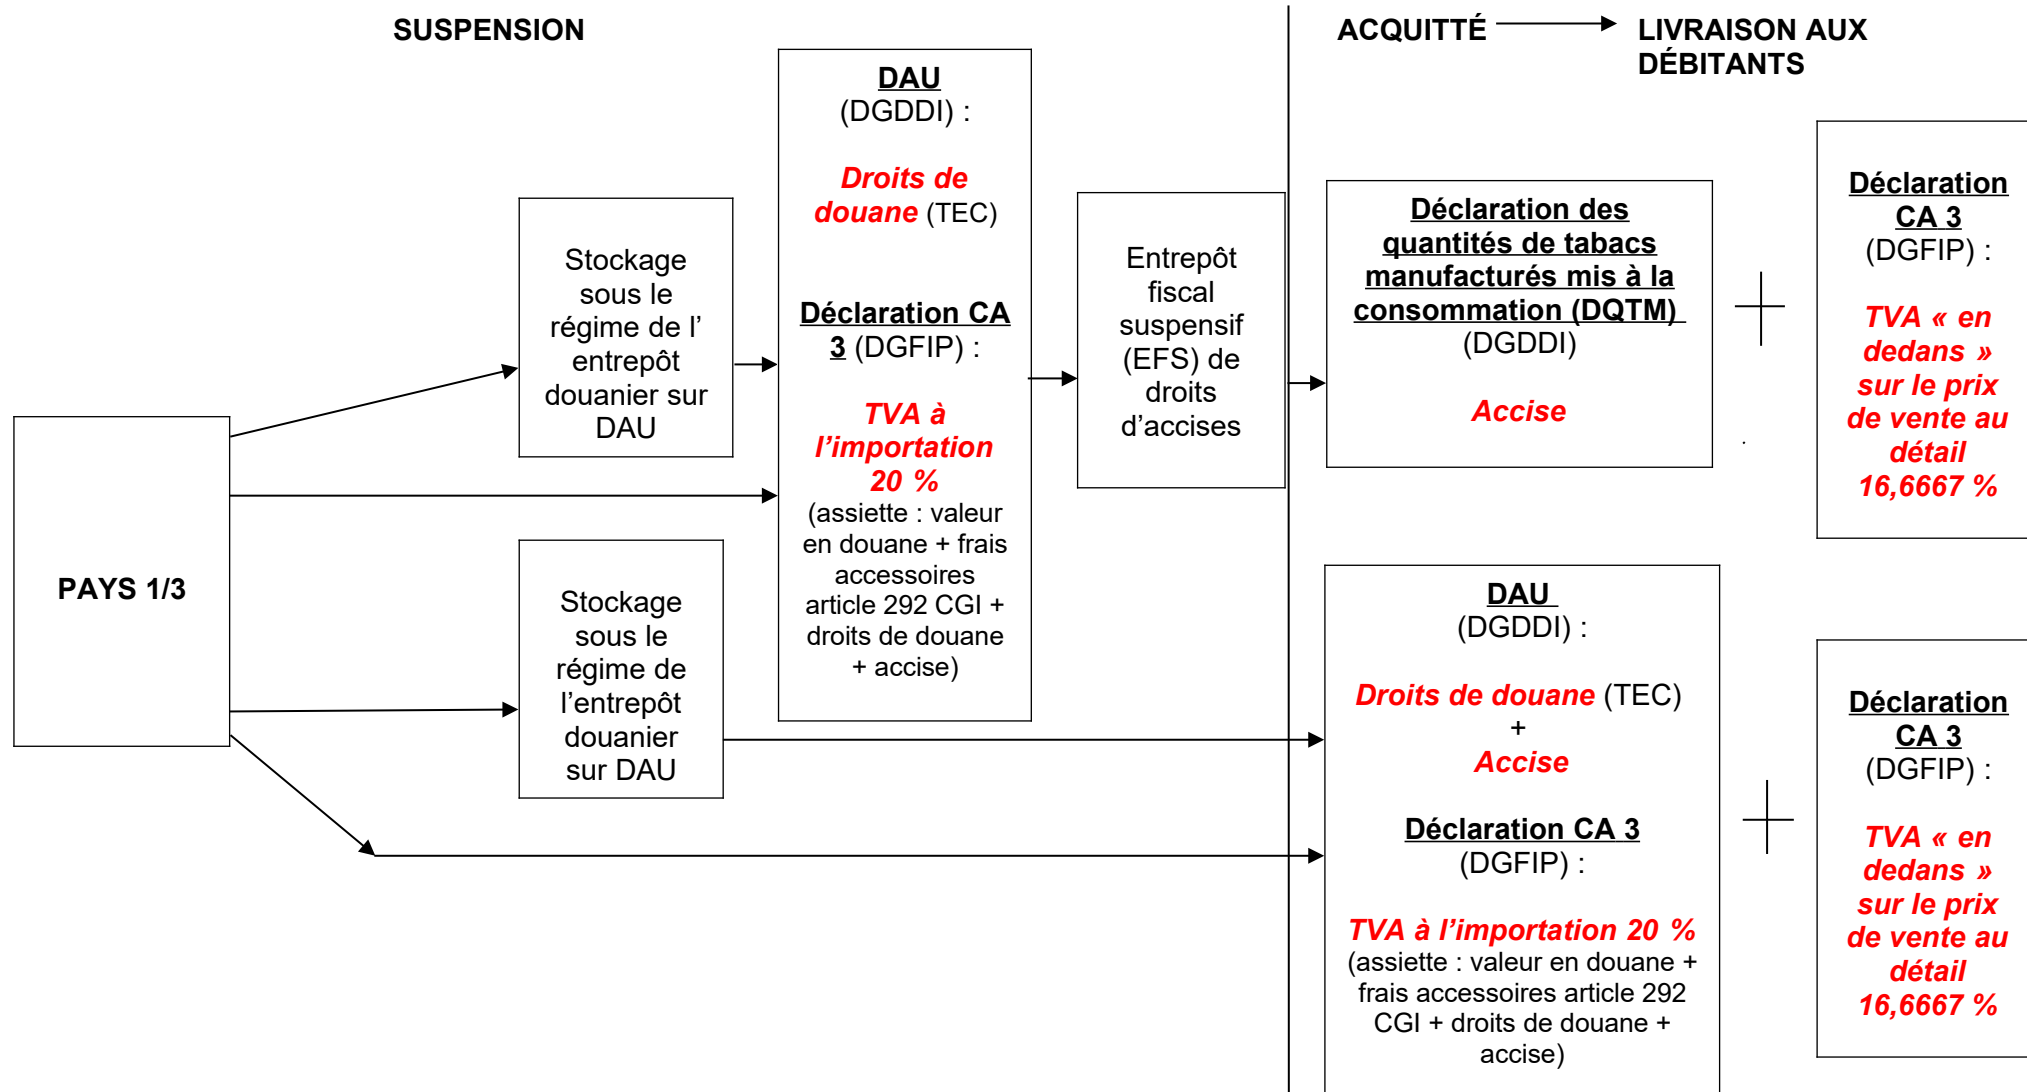 SUSPENSION
ACQUITTÉ
LIVRAISON AUX
DÉBITANTS
PAYS 1/3
Stockage
sous le
régime de l’
entrepôt
douanier sur
DAU
Stockage
sous le
régime de
l’entrepôt
douanier
sur DAU
DAU
(DGDDI) :
Droits de
douane (TEC)
Déclaration CA
3 (DGFIP) :
TVA à
l’importation
20 %
(assiette : valeur
en douane + frais
accessoires
article 292 CGI +
droits de douane
+ accise)
Entrepôt
fiscal
suspensif
(EFS) de
droits
d’accises
Déclaration des
quantités de tabacs
manufacturés mis à la
consommation (DQTM)
(DGDDI)
Accise
Déclaration
CA 3
(DGFIP) :
TVA « en
dedans »
sur le prix
de vente au
détail
16,6667 %
DAU
(DGDDI) :
Droits de douane (TEC)
+
Accise
Déclaration CA 3
(DGFIP) :
TVA à l’importation 20 %
(assiette : valeur en douane +
frais accessoires article 292
CGI + droits de douane +
accise)
Déclaration
CA 3
(DGFIP) :
TVA « en
dedans »
sur le prix
de vente au
détail
16,6667 %